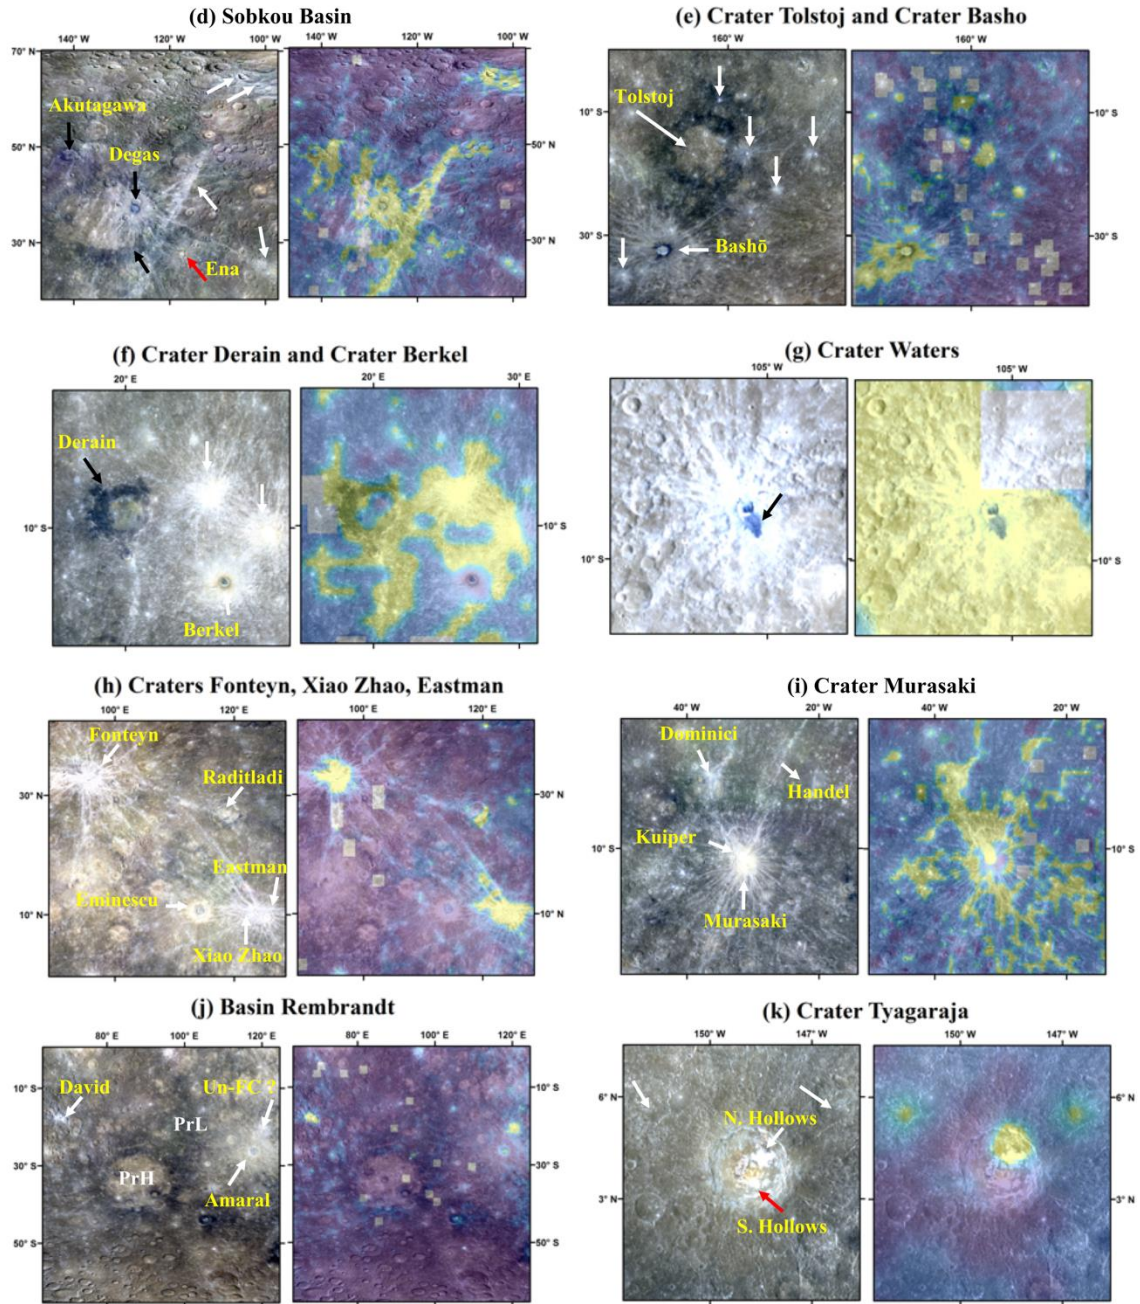 (d) Sobkou Basin
140° W 120° W 100° W 140° W 120° W 100° W
70° N
50° N
30° N
50° N
30° N
Akutagawa
Degas
Ena
(e) Crater Tolstoj and Crater Basho
160° W 160° W
10° S
30° S
10° S
30° S
Tolstoj
Bashō
(f) Crater Derain and Crater Berkel
20° E 20° E 30° E
10° S
10° S
Derain
Berkel
(g) Crater Waters
105° W 105° W
10° S
10° S
(h) Craters Fonteyn, Xiao Zhao, Eastman
100° E 120° E 100° E 120° E
30° N
10° N
30° N
10° N
Fonteyn
Raditladi
Eastman
Eminescu
Xiao Zhao
(i) Crater Murasaki
40° W 20° W 40° W 20° W
10° S
10° S
Dominici
Handel
Kuiper
Murasaki
(j) Basin Rembrandt
80° E 100° E 120° E 80° E 100° E 120° E
10° S
30° S
50° S
10° S
30° S
50° S
David
Un-FC ?
PrL
PrH
Amaral
(k) Crater Tyagaraja
150° W 147° W 150° W 147° W
6° N
3° N
6° N
3° N
N. Hollows
S. Hollows